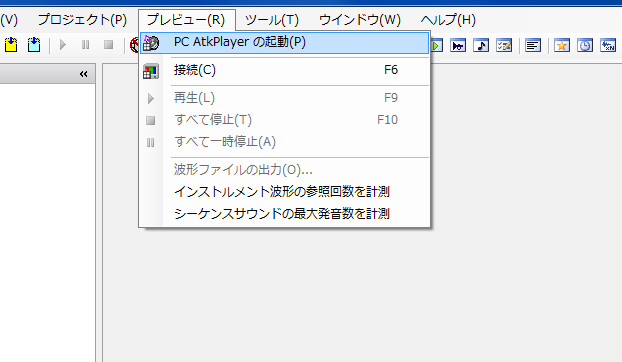 (V) プロジェクト(P) プレビュー(R) ツール(T) ウインドウ(W) ヘルプ(H)
PC AtkPlayer の起動(P)
接続(C) F6
再生(L) F9
すべて停止(T) F10
すべて一時停止(A)
波形ファイルの出力(O)...
インストルメント波形の参照回数を計測
シーケンスサウンドの最大発音数を計測